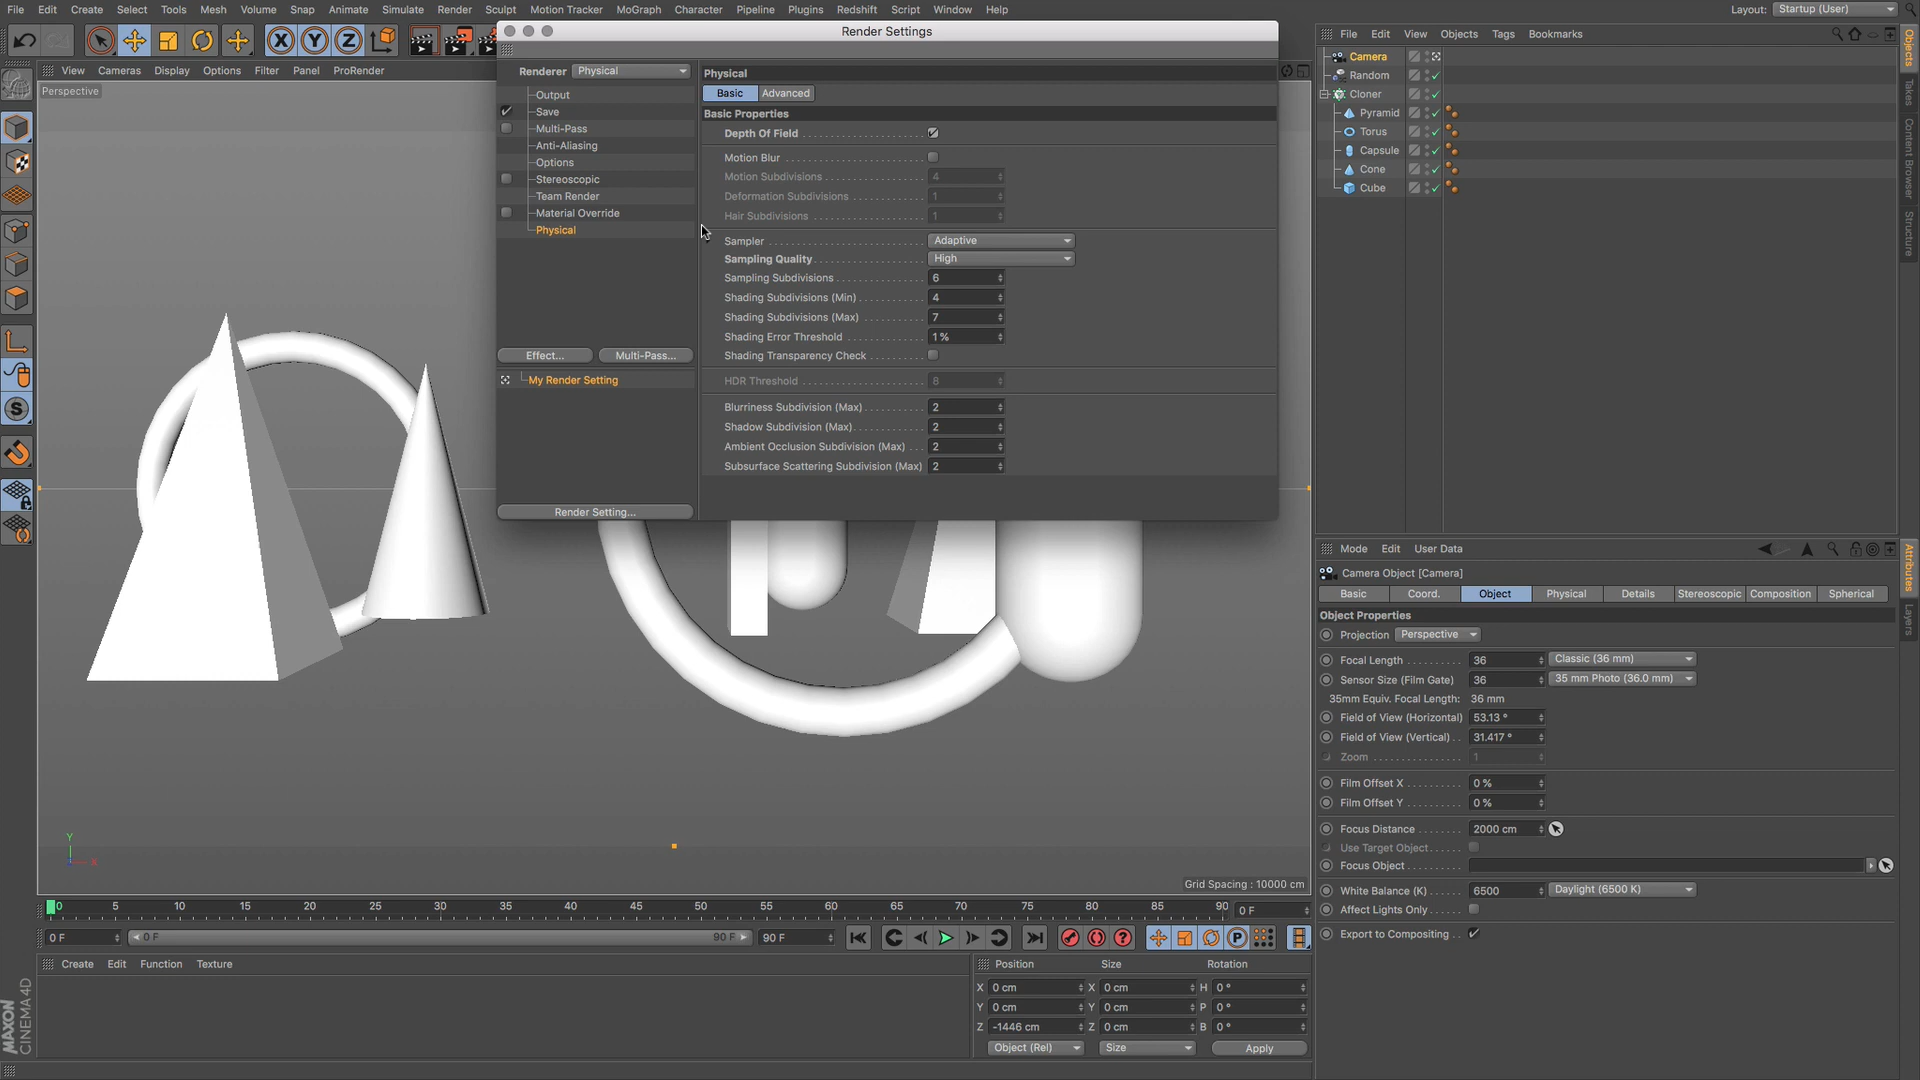 File Edit Create Select Tools Mesh Volume Snap Animate Simulate Render Sculpt Motion Tracker MoGraph Character Pipeline Plugins Redshift Script Window Help
Layout: Startup (User)
Render Settings
View Cameras Display Options Filter Panel ProRender
Perspective
Renderer Physical
Output
Save
Multi-Pass
Anti-Aliasing
Options
Stereoscopic
Team Render
Material Override
Physical
Effect... Multi-Pass...
My Render Setting
Render Setting...
Physical
Basic Advanced
Basic Properties
Depth Of Field
Motion Blur
Motion Subdivisions 4
Deformation Subdivisions 1
Hair Subdivisions 1
Sampler Adaptive
Sampling Quality High
Sampling Subdivisions 6
Shading Subdivisions (Min) 4
Shading Subdivisions (Max) 7
Shading Error Threshold 1 %
Shading Transparency Check
HDR Threshold 8
Blurriness Subdivision (Max) 2
Shadow Subdivision (Max) 2
Ambient Occlusion Subdivision (Max) 2
Subsurface Scattering Subdivision (Max) 2
File Edit View Objects Tags Bookmarks
Camera
Random
Cloner
Pyramid
Torus
Capsule
Cone
Cube
Objects
Takes
Content Browser
Structure
Mode Edit User Data
Camera Object [Camera]
Basic Coord. Object Physical Details Stereoscopic Composition Spherical
Object Properties
Projection Perspective
Focal Length 36 Classic (36 mm)
Sensor Size (Film Gate) 36 35 mm Photo (36.0 mm)
35mm Equiv. Focal Length: 36 mm
Field of View (Horizontal) 53.13 °
Field of View (Vertical) 31.417 °
Zoom 1
Film Offset X 0 %
Film Offset Y 0 %
Focus Distance 2000 cm
Use Target Object
Focus Object
White Balance (K) 6500 Daylight (6500 K)
Affect Lights Only
Export to Compositing
Attributes
Layers
Y
X
Grid Spacing : 10000 cm
0 5 10 15 20 25 30 35 40 45 50 55 60 65 70 75 80 85 90 0 F
0 F 0 F 90 F 90 F
Create Edit Function Texture
Position Size Rotation
X 0 cm X 0 cm H 0 °
Y 0 cm Y 0 cm P 0 °
Z -1446 cm Z 0 cm B 0 °
Object (Rel) Size Apply
MAXON
CINEMA 4D